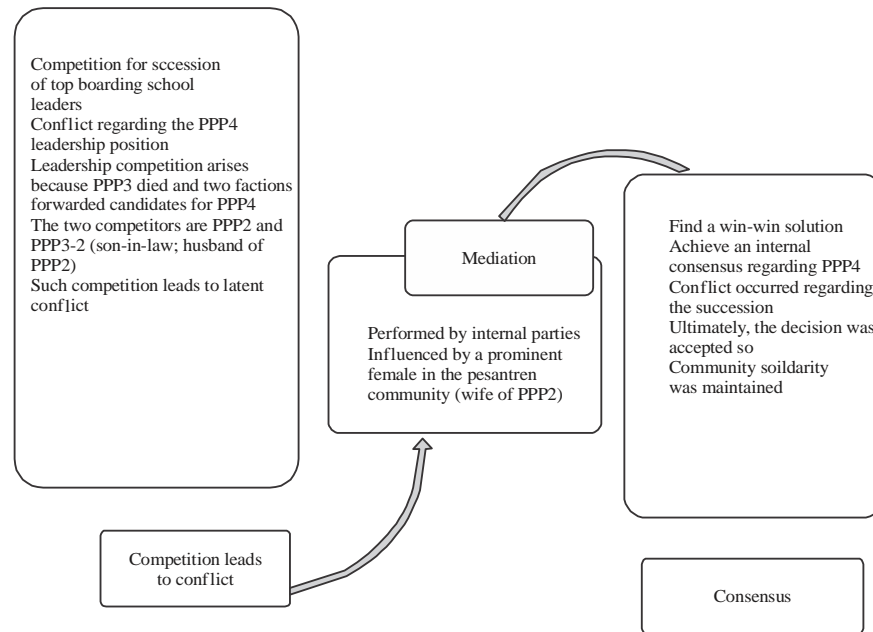 Competition for sccession
of top boarding school
leaders
Conflict regarding the PPP4
leadership position
Leadership competition arises
because PPP3 died and two factions
forwarded candidates for PPP4
The two competitors are PPP2 and
PPP3-2 (son-in-law; husband of
PPP2)
Such competition leads to latent
conflict
Competition leads
to conflict
Mediation
Performed by internal parties
Influenced by a prominent
female in the pesantren
community (wife of PPP2)
Find a win-win solution
Achieve an internal
consensus regarding PPP4
Conflict occurred regarding
the succession
Ultimately, the decision was
accepted so
Community soildarity
was maintained
Consensus